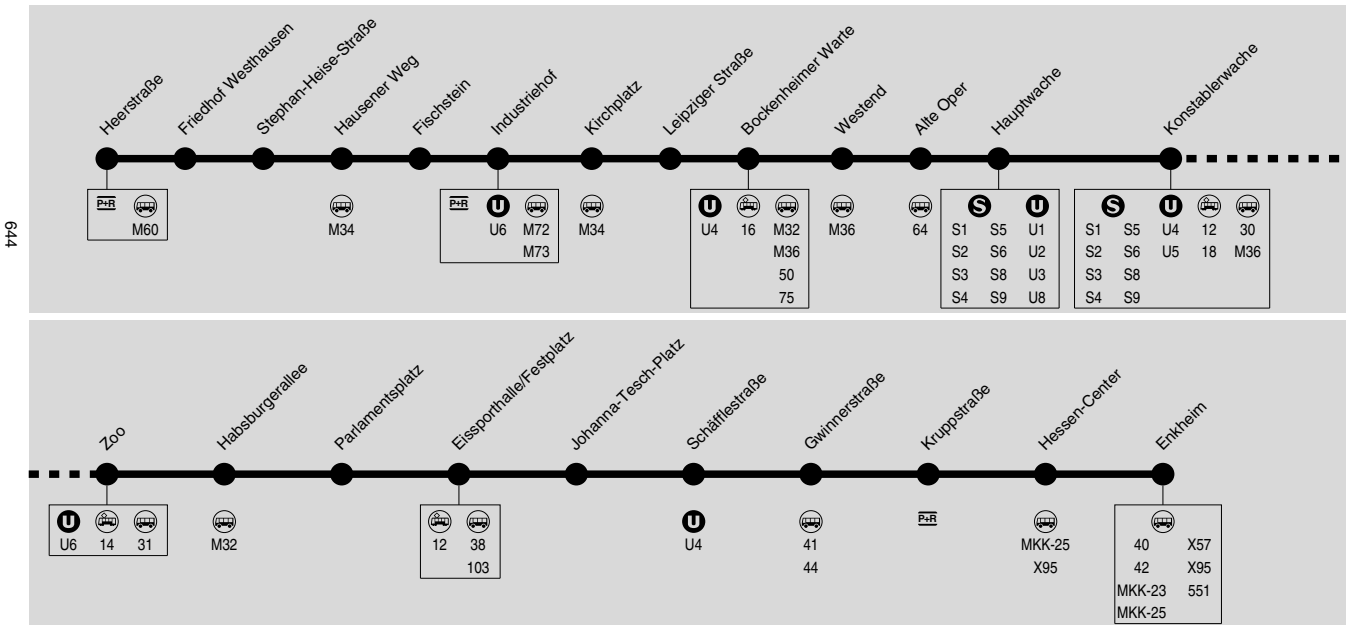 644
Heerstraße
Friedhof Westhausen
Stephan-Heise-Straße
Hausener Weg
Fischstein
Industriehof
Kirchplatz
Leipziger Straße
Bockenheimer Warte
Westend
Alte Oper
Hauptwache
Konstablerwache
P+R
M60
M34
P+R U
U6 M72
M73
M34
U
U4 16 M32
M36
50
75
M36
64
S U
S1 S5 U1
S2 S6 U2
S3 S8 U3
S4 S9 U8
S U
S1 S5 U4 12 30
S2 S6 U5 18 M36
S3 S8
S4 S9
Zoo
Habsburgerallee
Parlamentsplatz
Eissporthalle/Festplatz
Johanna-Tesch-Platz
Schäfflestraße
Gwinnerstraße
Kruppstraße
Hessen-Center
Enkheim
U
U6 14 31
M32
12 38
103
U
U4
41
44
P+R
MKK-25
X95
40 X57
42 X95
MKK-23 551
MKK-25